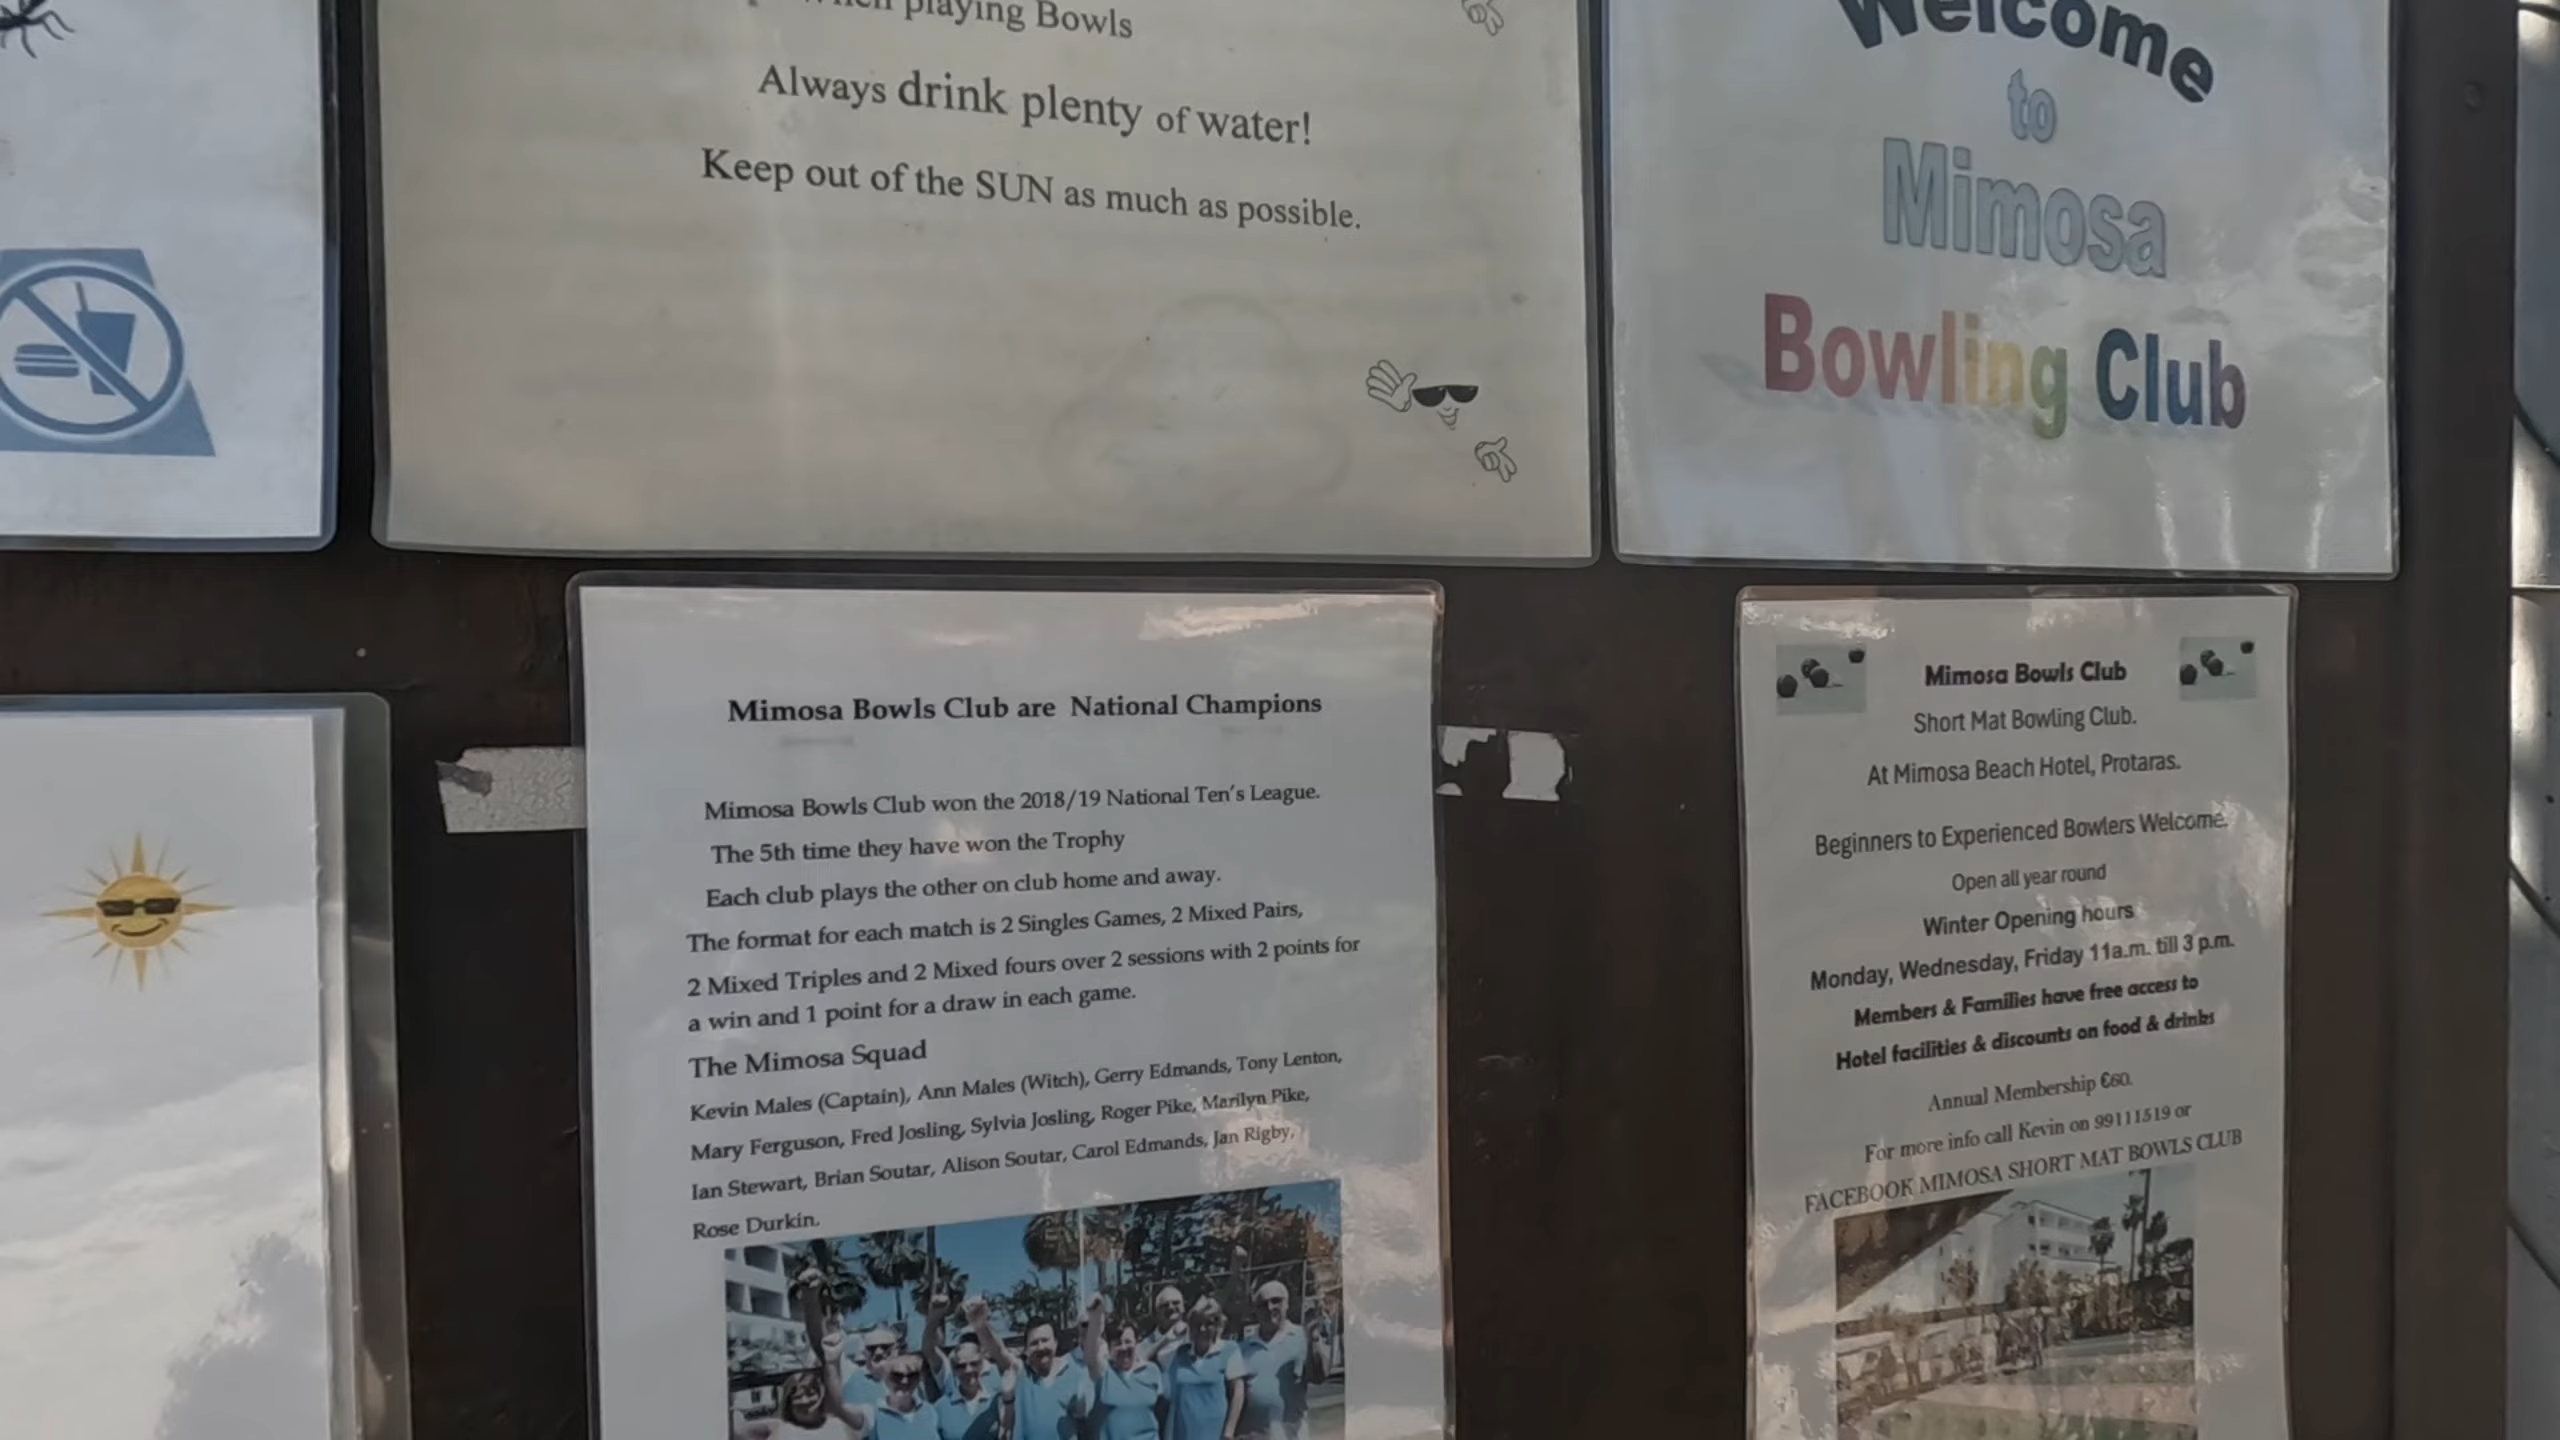 when playing Bowls
Always drink plenty of water!
Keep out of the SUN as much as possible.
Welcome
to
Mimosa
Bowling Club
Mimosa Bowls Club are National Champions
Mimosa Bowls Club won the 2018/19 National Ten's League.
The 5th time they have won the Trophy
Each club plays the other on club home and away.
The format for each match is 2 Singles Games, 2 Mixed Pairs,
2 Mixed Triples and 2 Mixed fours over 2 sessions with 2 points for
a win and 1 point for a draw in each game.
The Mimosa Squad
Kevin Males (Captain), Ann Males (Witch), Gerry Edmands, Tony Lenton,
Mary Ferguson, Fred Josling, Sylvia Josling, Roger Pike, Marilyn Pike,
Ian Stewart, Brian Soutar, Alison Soutar, Carol Edmands, Jan Rigby,
Rose Durkin.
Mimosa Bowls Club
Short Mat Bowling Club.
At Mimosa Beach Hotel, Protaras.
Beginners to Experienced Bowlers Welcome.
Open all year round
Winter Opening hours
Monday, Wednesday, Friday 11a.m. till 3 p.m.
Members & Families have free access to
Hotel facilities & discounts on food & drinks
Annual Membership €60.
For more info call Kevin on 99111519 or
FACEBOOK MIMOSA SHORT MAT BOWLS CLUB